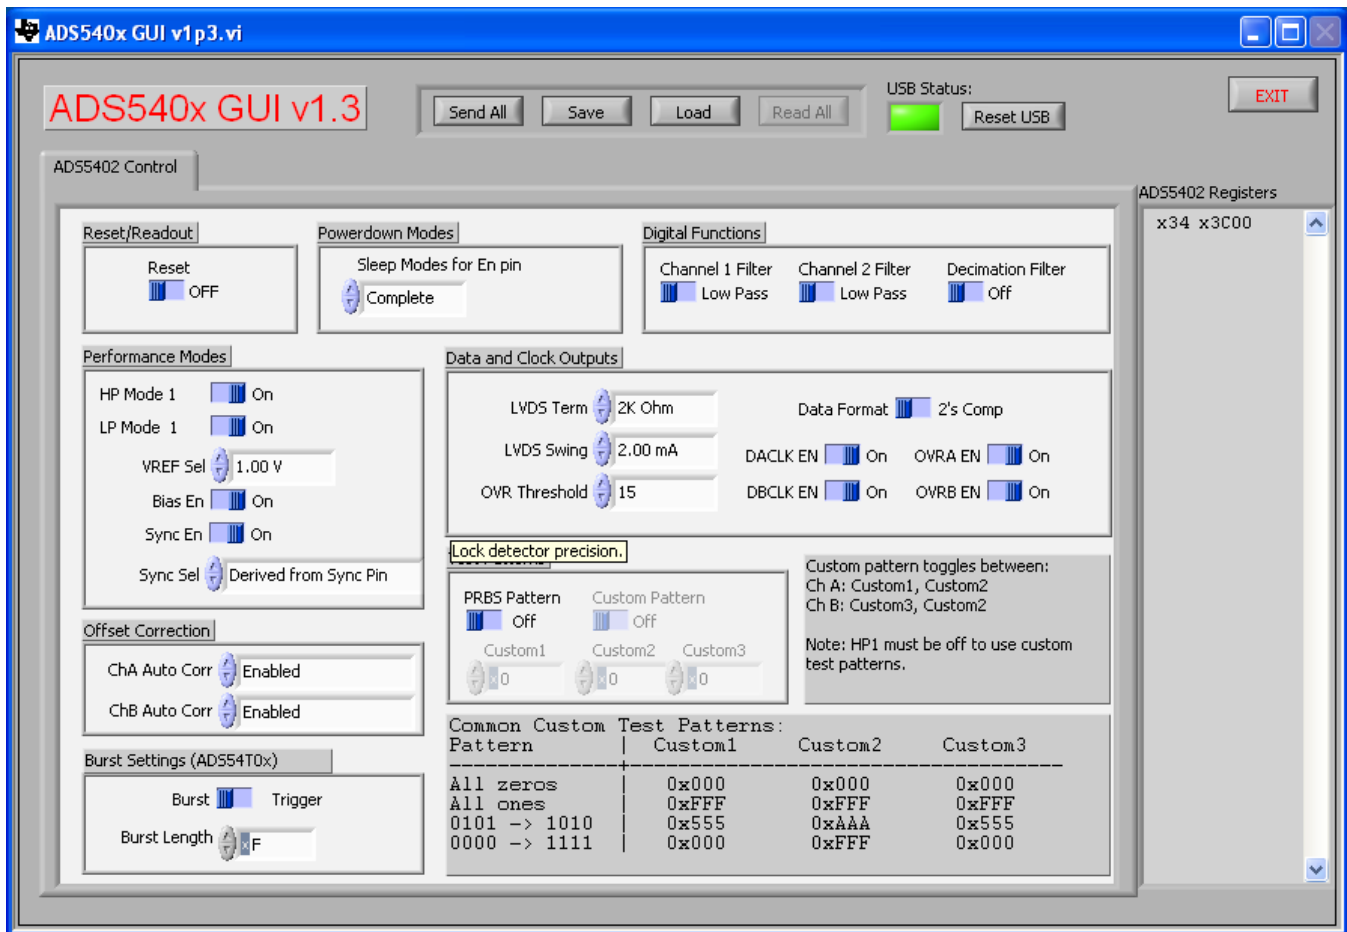 ADS540x GUI v1p3.vi
ADS540x GUI v1.3
Send All Save Load Read All
USB Status:
Reset USB
EXIT
ADS5402 Control
ADS5402 Registers
x34 x3C00
Reset/Readout
Reset
OFF
Powerdown Modes
Sleep Modes for En pin
Complete
Digital Functions
Channel 1 Filter Channel 2 Filter Decimation Filter
Low Pass Low Pass Off
Performance Modes
HP Mode 1 On
LP Mode 1 On
VREF Sel 1.00 V
Bias En On
Sync En On
Sync Sel Derived from Sync Pin
Data and Clock Outputs
LVDS Term 2K Ohm
LVDS Swing 2.00 mA
OVR Threshold 15
Data Format 2's Comp
DACLK EN On OVRA EN On
DBCLK EN On OVRB EN On
Lock detector precision.
PRBS Pattern Custom Pattern
Off Off
Custom1 Custom2 Custom3
x0 x0 x0
Custom pattern toggles between:
Ch A: Custom1, Custom2
Ch B: Custom3, Custom2
Note: HP1 must be off to use custom
test patterns.
Offset Correction
ChA Auto Corr Enabled
ChB Auto Corr Enabled
Burst Settings (ADS54T0x)
Burst Trigger
Burst Length xF
Common Custom Test Patterns:
Pattern | Custom1 Custom2 Custom3
All zeros | 0x000 0x000 0x000
All ones | 0xFFF 0xFFF 0xFFF
0101 -> 1010 | 0x555 0xAAA 0x555
0000 -> 1111 | 0x000 0xFFF 0x000